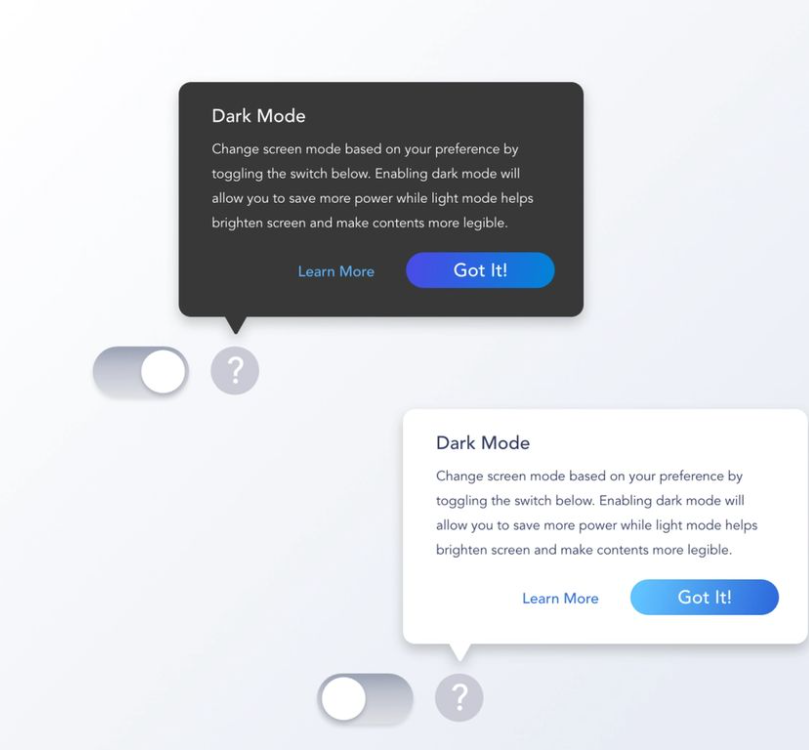 Dark Mode
Change screen mode based on your preference by
toggling the switch below. Enabling dark mode will
allow you to save more power while light mode helps
brighten screen and make contents more legible.
Learn More
Got It!
?
Dark Mode
Change screen mode based on your preference by
toggling the switch below. Enabling dark mode will
allow you to save more power while light mode helps
brighten screen and make contents more legible.
Learn More
Got It!
?